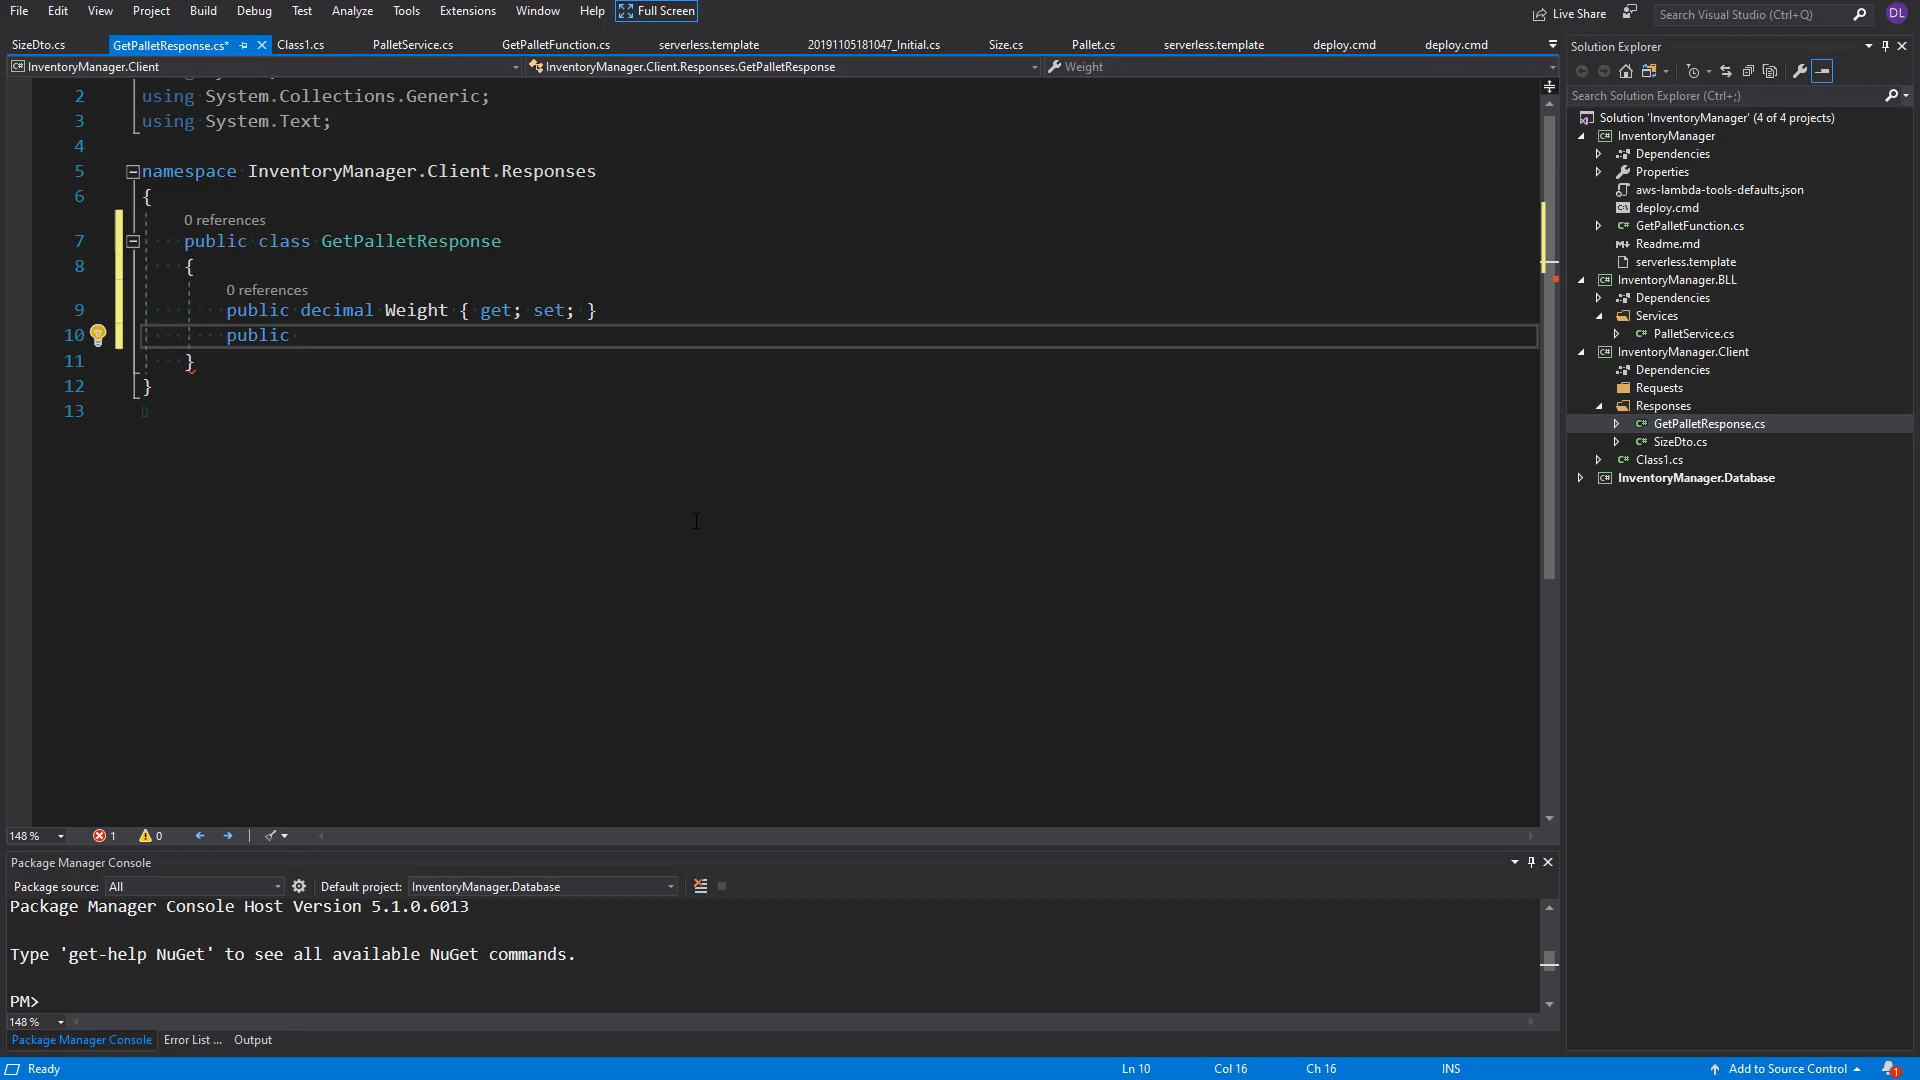 File Edit View Project Build Debug Test Analyze Tools Extensions Window Help Full Screen Live Share Search Visual Studio (Ctrl+Q) DL
SizeDto.cs GetPalletResponse.cs* Class1.cs PalletService.cs GetPalletFunction.cs serverless.template 20191105181047_Initial.cs Size.cs Pallet.cs serverless.template deploy.cmd deploy.cmd
InventoryManager.Client InventoryManager.Client.Responses.GetPalletResponse Weight
2 using System.Collections.Generic;
3 using System.Text;
4
5 namespace InventoryManager.Client.Responses
6 {
0 references
7 public class GetPalletResponse
8 {
0 references
9 public decimal Weight { get; set; }
10 public
11 }
12 }
13
148 % 1 0
Package Manager Console
Package source: All Default project: InventoryManager.Database
Package Manager Console Host Version 5.1.0.6013
Type 'get-help NuGet' to see all available NuGet commands.
PM>
148 %
Package Manager Console Error List ... Output
Solution Explorer
Search Solution Explorer (Ctrl+;)
Solution 'InventoryManager' (4 of 4 projects)
InventoryManager
Dependencies
Properties
aws-lambda-tools-defaults.json
deploy.cmd
GetPalletFunction.cs
Readme.md
serverless.template
InventoryManager.BLL
Dependencies
Services
PalletService.cs
InventoryManager.Client
Dependencies
Requests
Responses
GetPalletResponse.cs
SizeDto.cs
Class1.cs
InventoryManager.Database
Ready Ln 10 Col 16 Ch 16 INS Add to Source Control 1